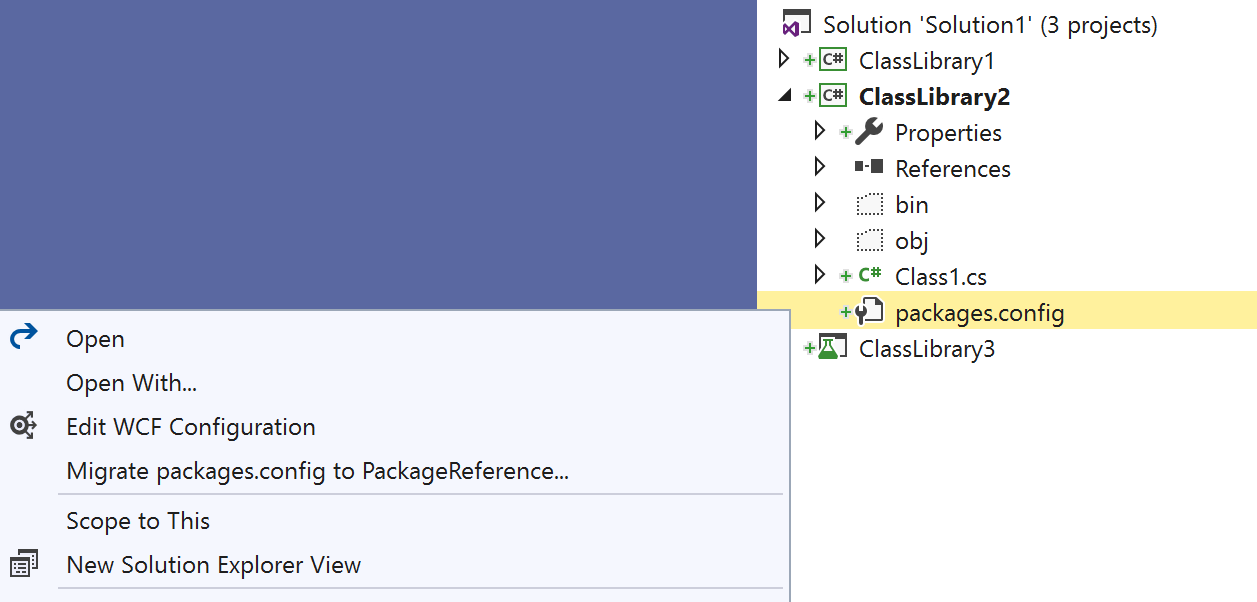 Solution 'Solution1' (3 projects)
C# ClassLibrary1
C# ClassLibrary2
Properties
References
bin
obj
C# Class1.cs
packages.config
ClassLibrary3
Open
Open With...
Edit WCF Configuration
Migrate packages.config to PackageReference...
Scope to This
New Solution Explorer View